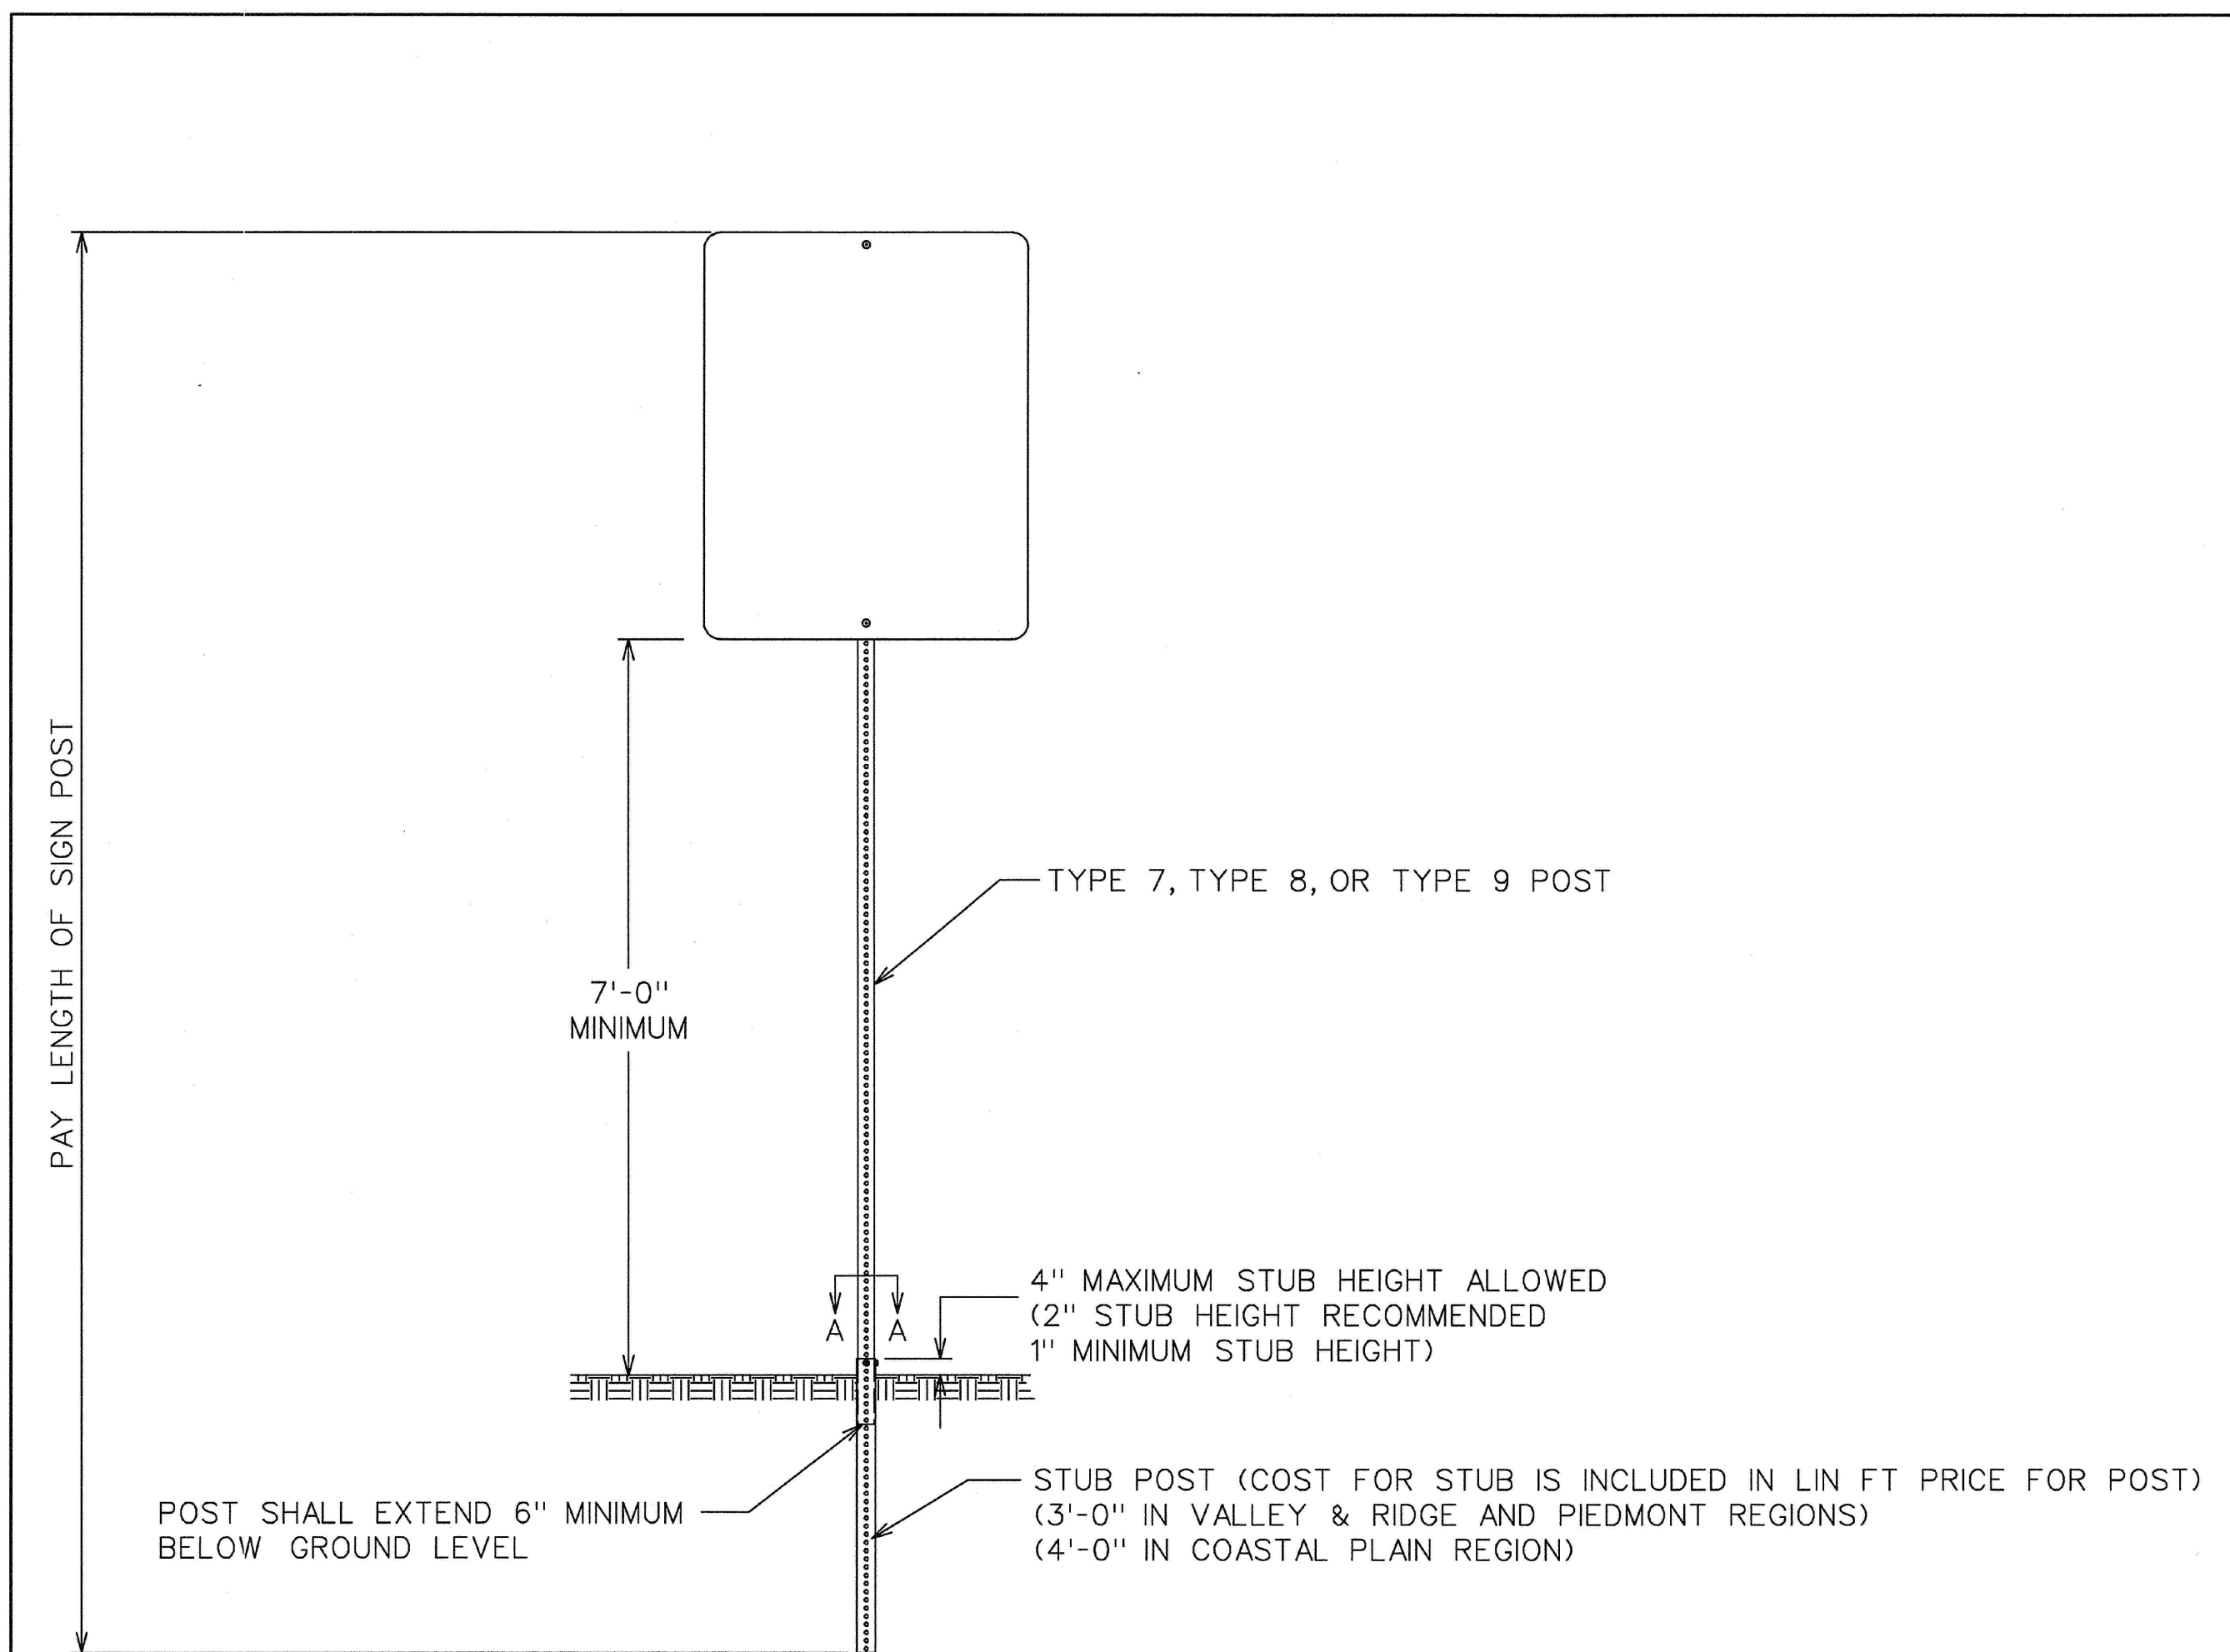 PAY LENGTH OF SIGN POST
TYPE 7, TYPE 8, OR TYPE 9 POST
7'-0"
MINIMUM
4" MAXIMUM STUB HEIGHT ALLOWED
(2" STUB HEIGHT RECOMMENDED
1" MINIMUM STUB HEIGHT)
A A
POST SHALL EXTEND 6" MINIMUM
BELOW GROUND LEVEL
STUB POST (COST FOR STUB IS INCLUDED IN LIN FT PRICE FOR POST)
(3'-0" IN VALLEY & RIDGE AND PIEDMONT REGIONS)
(4'-0" IN COASTAL PLAIN REGION)